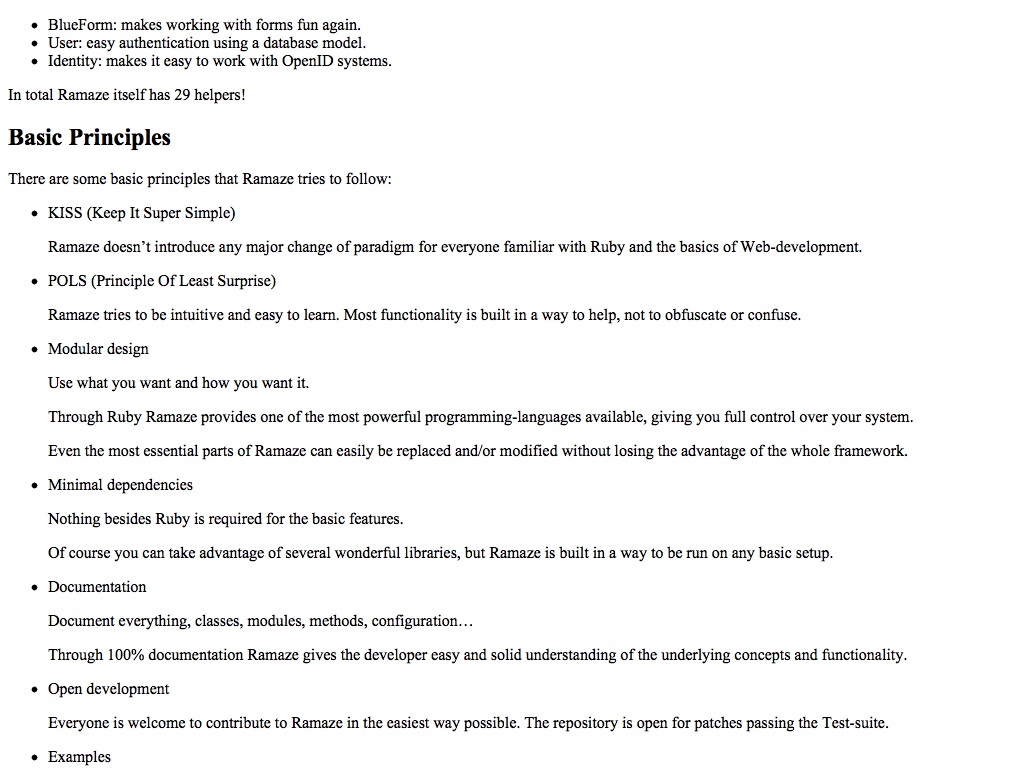 • BlueForm: makes working with forms fun again.
• User: easy authentication using a database model.
• Identity: makes it easy to work with OpenID systems.
In total Ramaze itself has 29 helpers!
Basic Principles
There are some basic principles that Ramaze tries to follow:
• KISS (Keep It Super Simple)
Ramaze doesn’t introduce any major change of paradigm for everyone familiar with Ruby and the basics of Web-development.
• POLS (Principle Of Least Surprise)
Ramaze tries to be intuitive and easy to learn. Most functionality is built in a way to help, not to obfuscate or confuse.
• Modular design
Use what you want and how you want it.
Through Ruby Ramaze provides one of the most powerful programming-languages available, giving you full control over your system.
Even the most essential parts of Ramaze can easily be replaced and/or modified without losing the advantage of the whole framework.
• Minimal dependencies
Nothing besides Ruby is required for the basic features.
Of course you can take advantage of several wonderful libraries, but Ramaze is built in a way to be run on any basic setup.
• Documentation
Document everything, classes, modules, methods, configuration…
Through 100% documentation Ramaze gives the developer easy and solid understanding of the underlying concepts and functionality.
• Open development
Everyone is welcome to contribute to Ramaze in the easiest way possible. The repository is open for patches passing the Test-suite.
• Examples